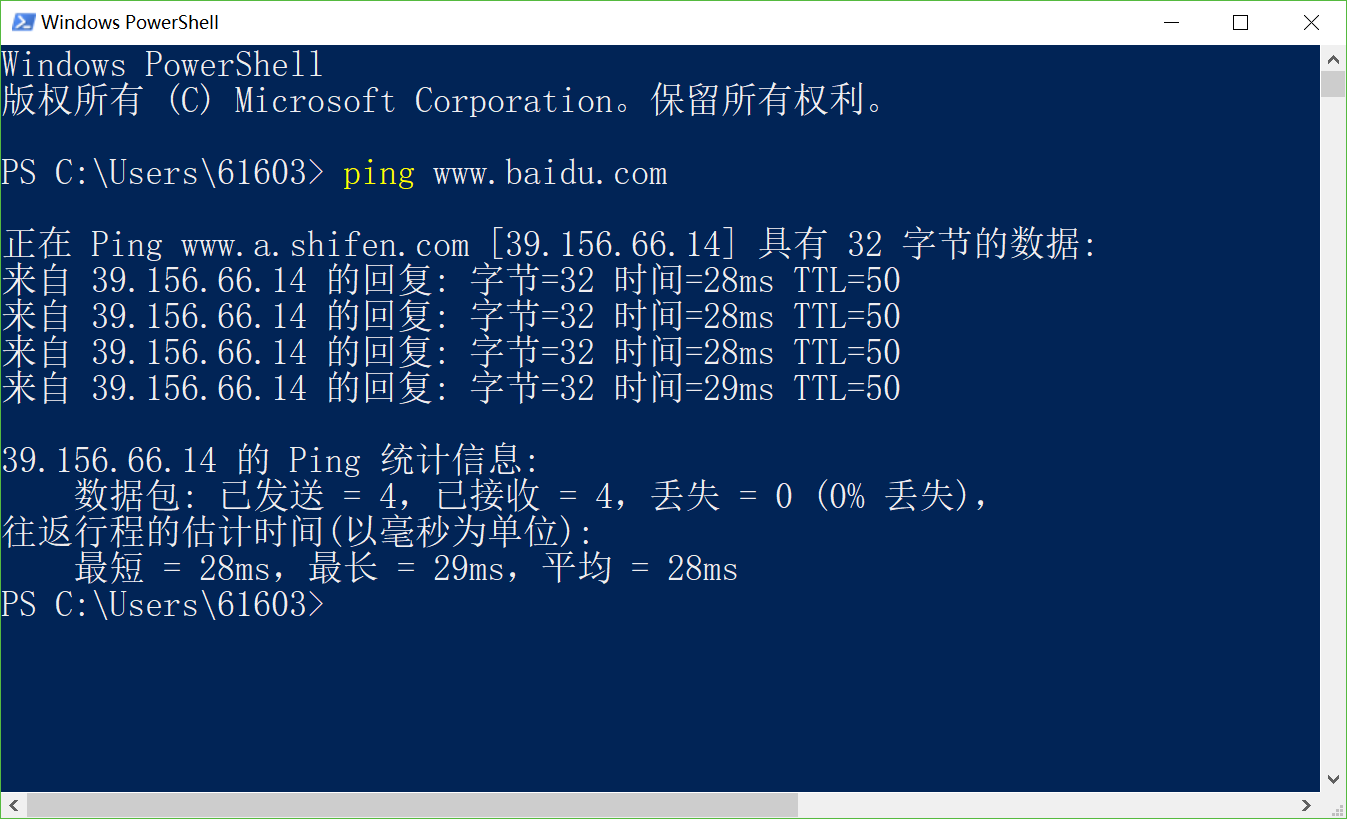 Windows PowerShell
Windows PowerShell
版权所有 (C) Microsoft Corporation。保留所有权利。
PS C:\Users\61603> ping www.baidu.com
正在 Ping www.a.shifen.com [39.156.66.14] 具有 32 字节的数据:
来自 39.156.66.14 的回复: 字节=32 时间=28ms TTL=50
来自 39.156.66.14 的回复: 字节=32 时间=28ms TTL=50
来自 39.156.66.14 的回复: 字节=32 时间=28ms TTL=50
来自 39.156.66.14 的回复: 字节=32 时间=29ms TTL=50
39.156.66.14 的 Ping 统计信息:
    数据包: 已发送 = 4，已接收 = 4，丢失 = 0 (0% 丢失)，
往返行程的估计时间(以毫秒为单位):
    最短 = 28ms，最长 = 29ms，平均 = 28ms
PS C:\Users\61603>